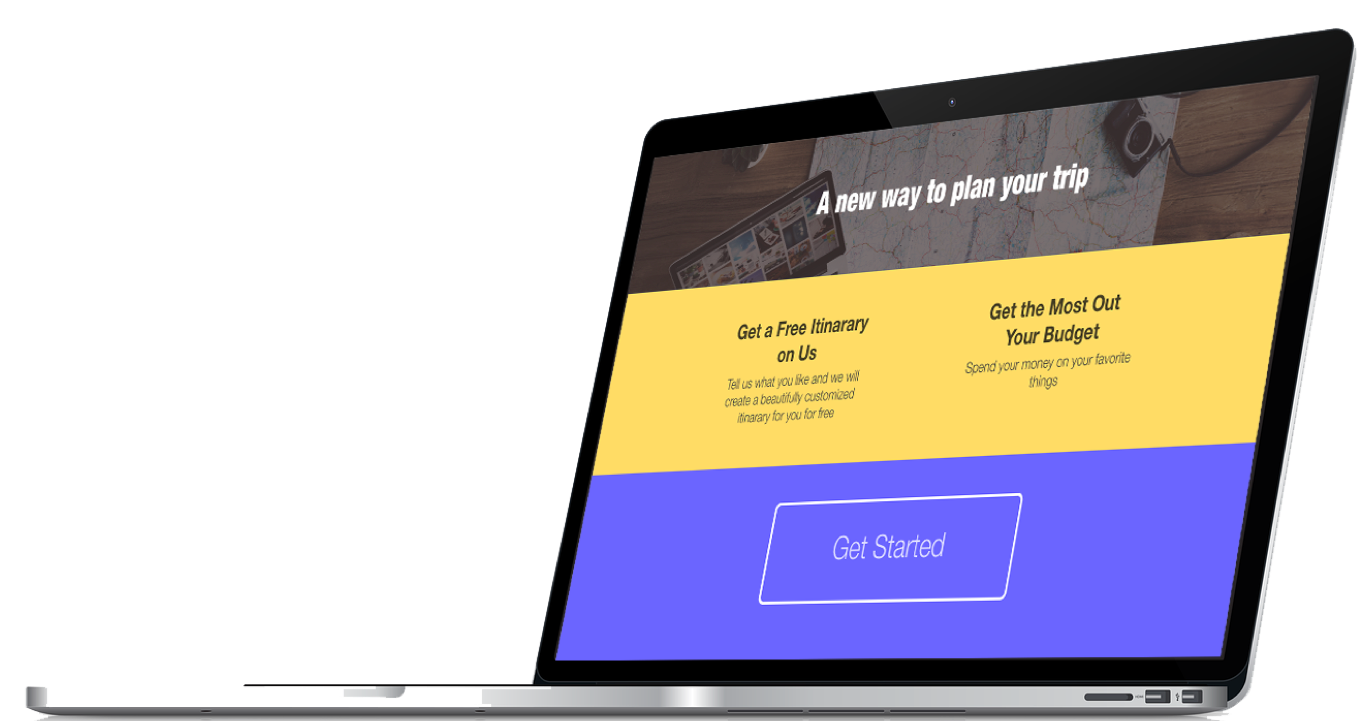 A new way to plan your trip
Get a Free Itinarary
on Us
Tell us what you like and we will
create a beautifully customized
itinarary for you for free
Get the Most Out
Your Budget
Spend your money on your favorite
things
Get Started